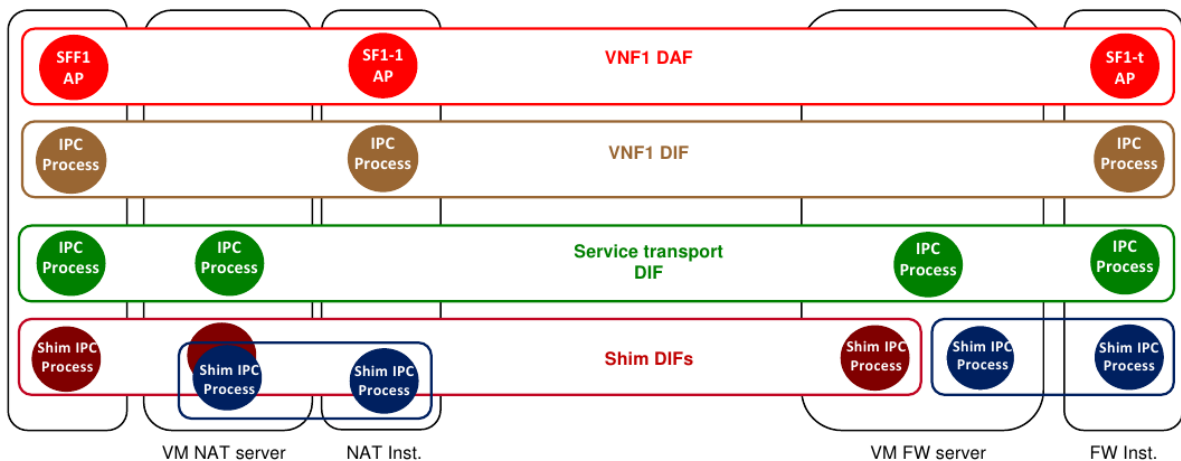 SFF1
AP
SF1-1
AP
VNF1 DAF
SF1-t
AP
IPC
Process
IPC
Process
VNF1 DIF
IPC
Process
IPC
Process
IPC
Process
Service transport
DIF
IPC
Process
IPC
Process
Shim IPC
Process
Shim IPC
Process
Shim IPC
Process
Shim DIFs
Shim IPC
Process
Shim IPC
Process
Shim IPC
Process
VM NAT server
NAT Inst.
VM FW server
FW Inst.